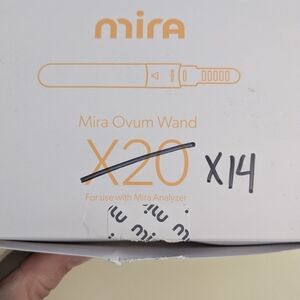 mira
Mira Ovum Wand
X20 X14
For use with Mira Analyzer
mira